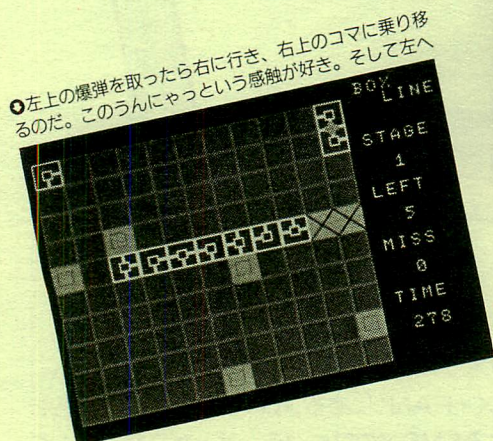 ➲左上の爆弾を取ったら右に行き、右上のコマに乗り移
るのだ。このうんにゃっという感触が好き。そして左へ
BOX
LINE
STAGE
1
LEFT
5
MISS
0
TIME
278